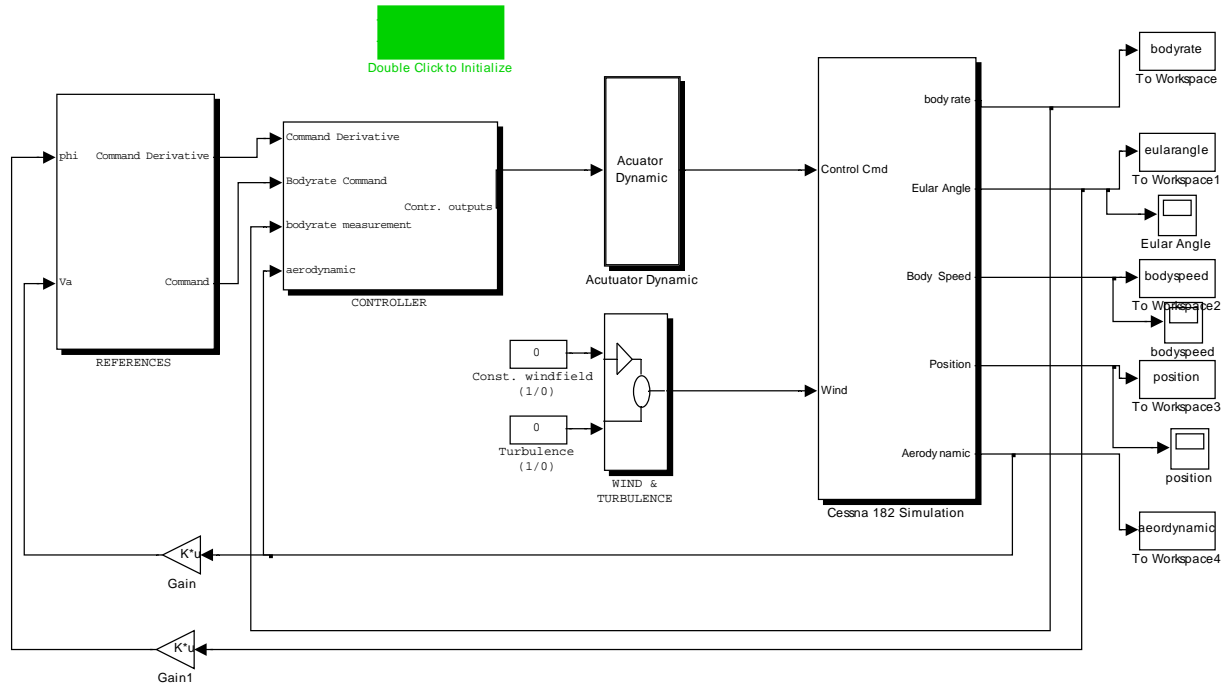 Double Click to Initialize
phi
Command Derivative
Va
Command
REFERENCES
Command Derivative
Bodyrate Command
bodyrate measurement
aerodynamic
Contr. outputs
CONTROLLER
Acuator
Dynamic
Acutuator Dynamic
0
Const. windfield
(1/0)
0
Turbulence
(1/0)
WIND &
TURBULENCE
Control Cmd
Wind
body rate
Eular Angle
Body Speed
Position
Aerodynamic
Cessna 182 Simulation
bodyrate
To Workspace
eularangle
To Workspace1
Eular Angle
bodyspeed
To Workspace2
bodyspeed
position
To Workspace3
position
aeordynamic
To Workspace4
K*u
Gain
K*u
Gain1